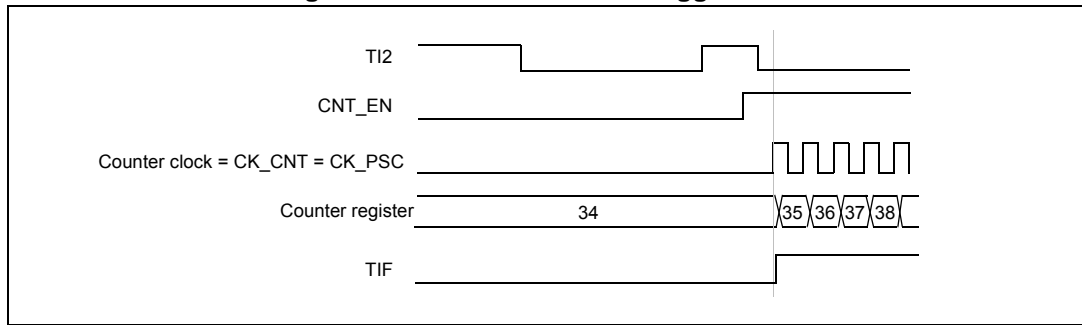 TI2
CNT_EN
Counter clock = CK_CNT = CK_PSC
Counter register 34 35 36 37 38
TIF